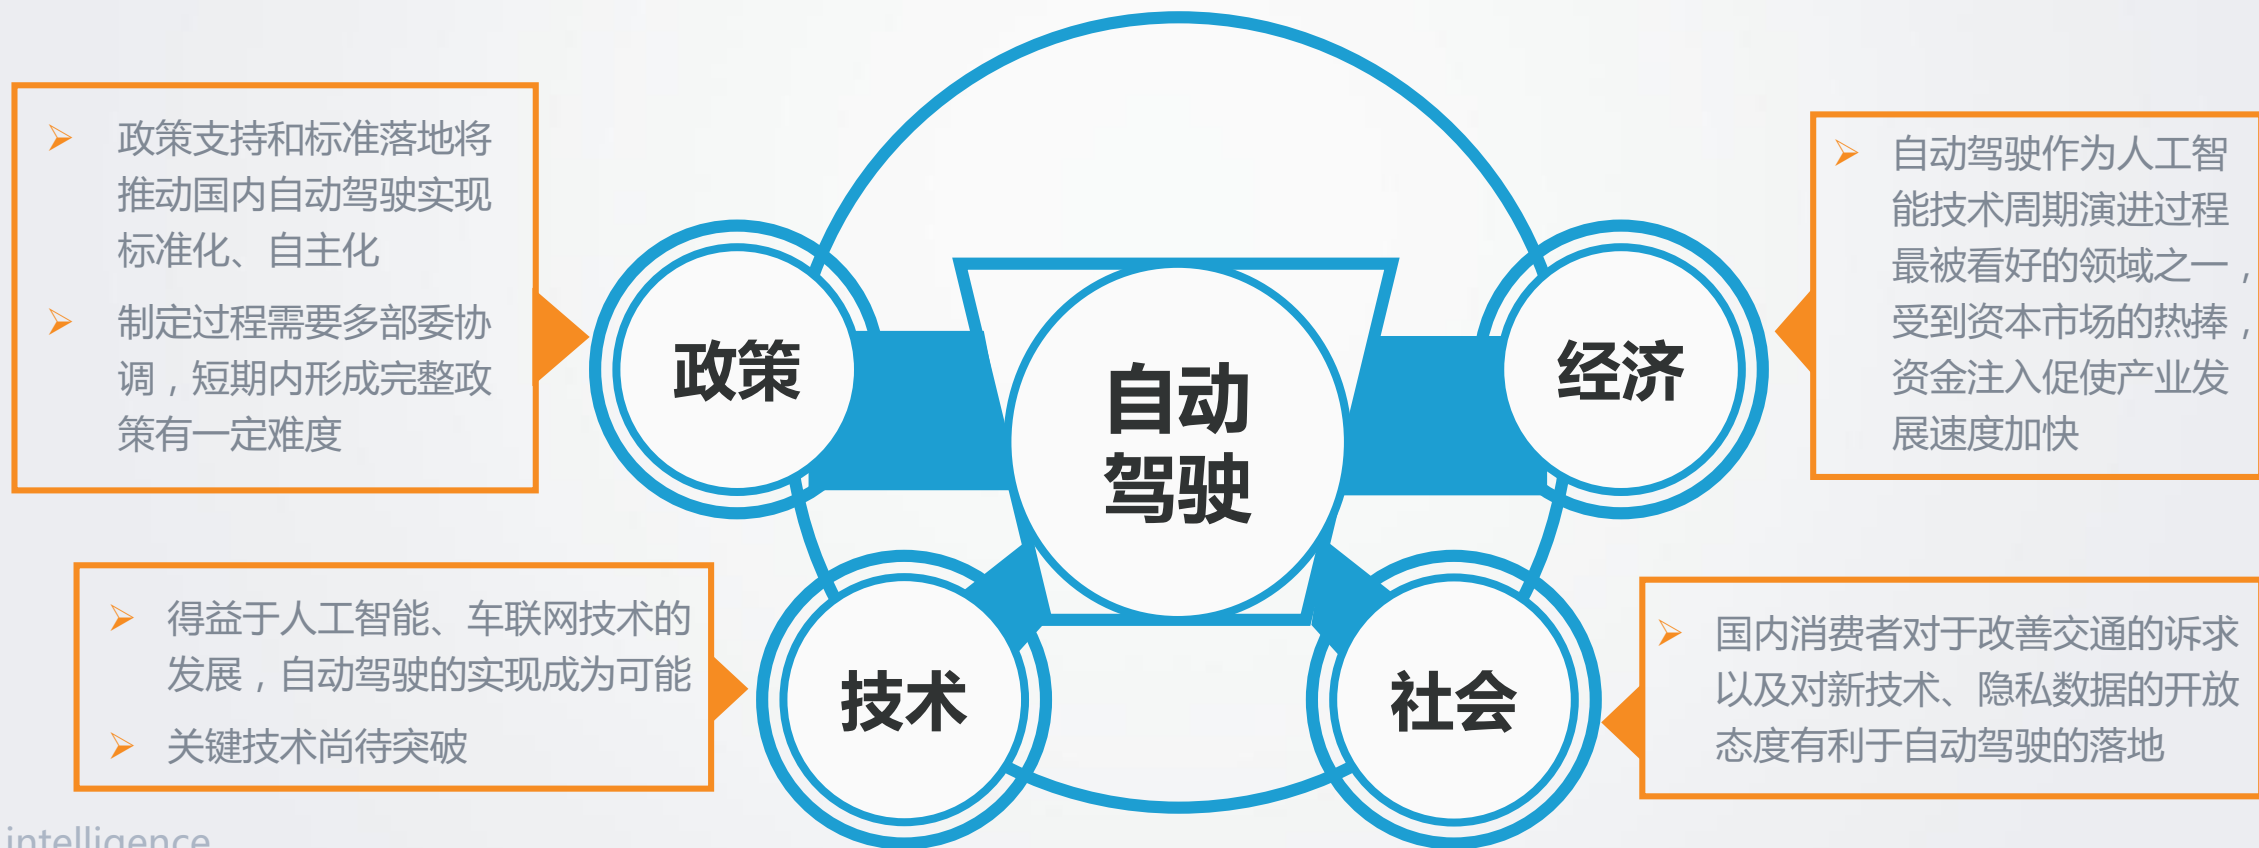 政策支持和标准落地将
推动国内自动驾驶实现
标准化、自主化
制定过程需要多部委协
调，短期内形成完整政
策有一定难度
政策
自动
驾驶
经济
自动驾驶作为人工智
能技术周期演进过程
最被看好的领域之一，
受到资本市场的热捧，
资金注入促使产业发
展速度加快
得益于人工智能、车联网技术的
发展，自动驾驶的实现成为可能
关键技术尚待突破
技术
社会
国内消费者对于改善交通的诉求
以及对新技术、隐私数据的开放
态度有利于自动驾驶的落地
intelligence